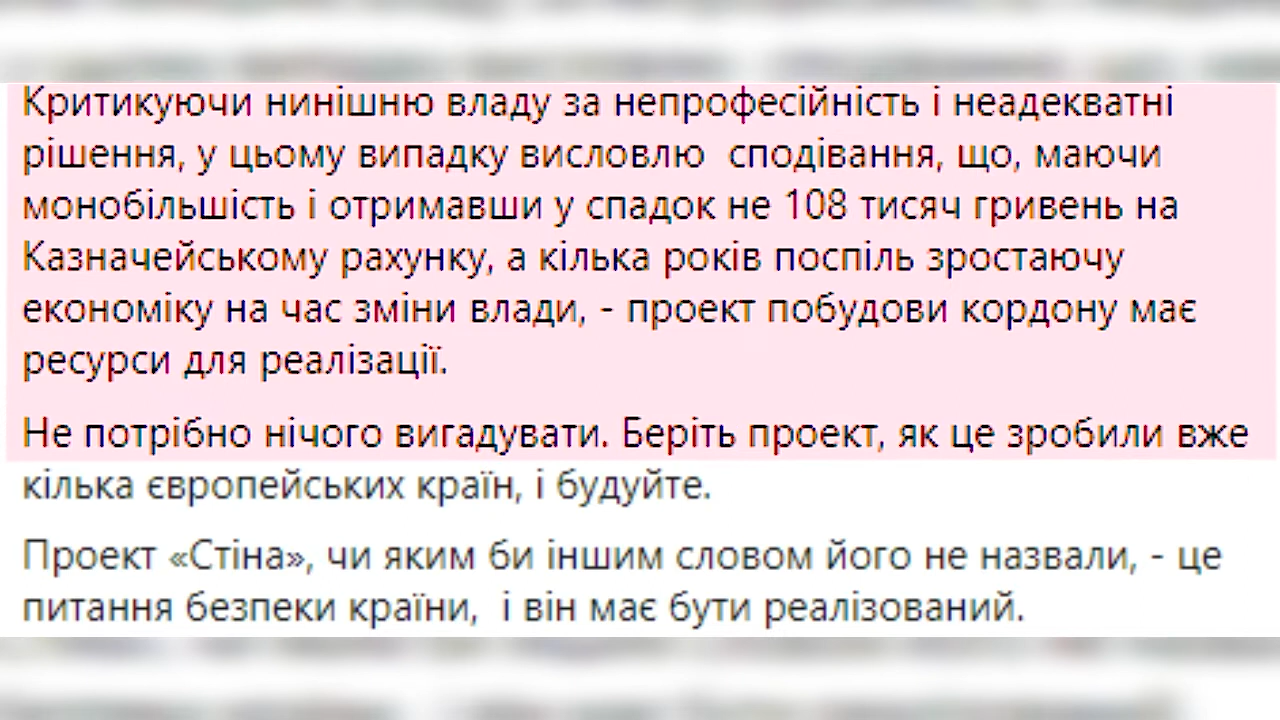 Критикуючи нинішню владу за непрофесійність і неадекватні
рішення, у цьому випадку висловлю  сподівання, що, маючи
монобільшість і отримавши у спадок не 108 тисяч гривень на
Казначейському рахунку, а кілька років поспіль зростаючу
економіку на час зміни влади, - проект побудови кордону має
ресурси для реалізації.
Не потрібно нічого вигадувати. Беріть проект, як це зробили вже
кілька європейських країн, і будуйте.
Проект «Стіна», чи яким би іншим словом його не назвали, - це
питання безпеки країни,  і він має бути реалізований.